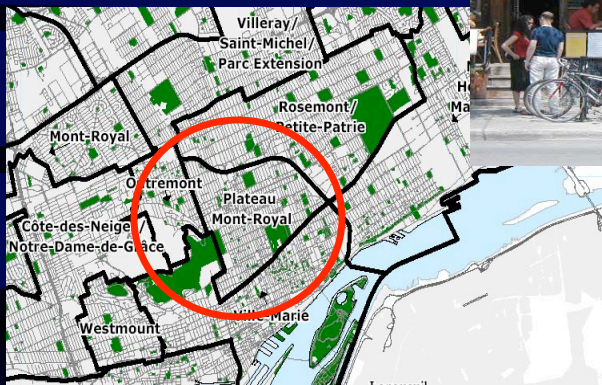 Villeray/
Saint-Michel/
Parc Extension
Rosemont/
Petite-Patrie
Mont-Royal
Outremont
Plateau
Mont-Royal
Côte-des-Neige
Notre-Dame-de-Grâce
Westmount
Ville-Marie